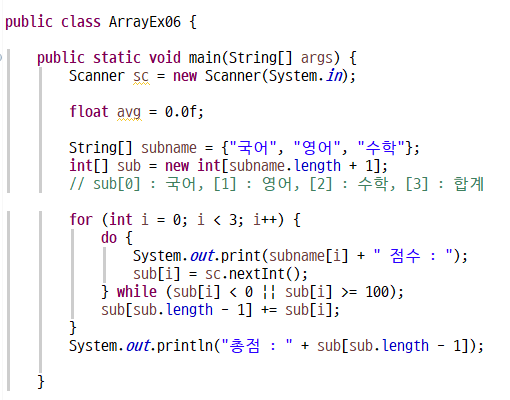 public class ArrayEx06 {
public static void main(String[] args) {
Scanner sc = new Scanner(System.in);
float avg = 0.0f;
String[] subname = {"국어", "영어", "수학"};
int[] sub = new int[subname.length + 1];
// sub[0] : 국어, [1] : 영어, [2] : 수학, [3] : 합계
for (int i = 0; i < 3; i++) {
do {
System.out.print(subname[i] + " 점수 : ");
sub[i] = sc.nextInt();
} while (sub[i] < 0 || sub[i] >= 100);
sub[sub.length - 1] += sub[i];
}
System.out.println("총점 : " + sub[sub.length - 1]);
}